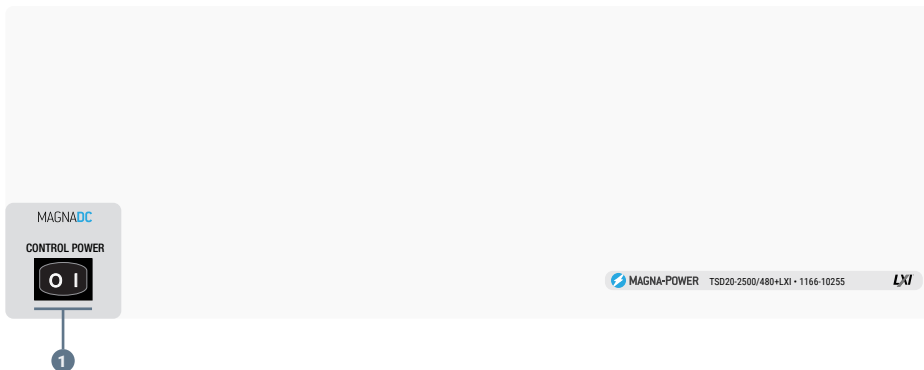 MAGNADC
CONTROL POWER
O I
MAGNA-POWER TSD20-2500/480+LXI • 1166-10255 LXI
1